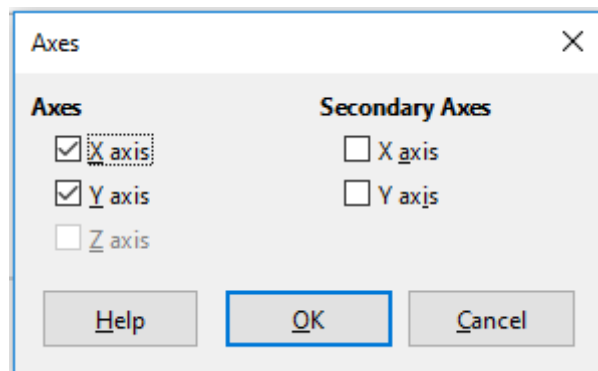 Axes
Axes Secondary Axes
X axis X axis
Y axis Y axis
Z axis
Help OK Cancel